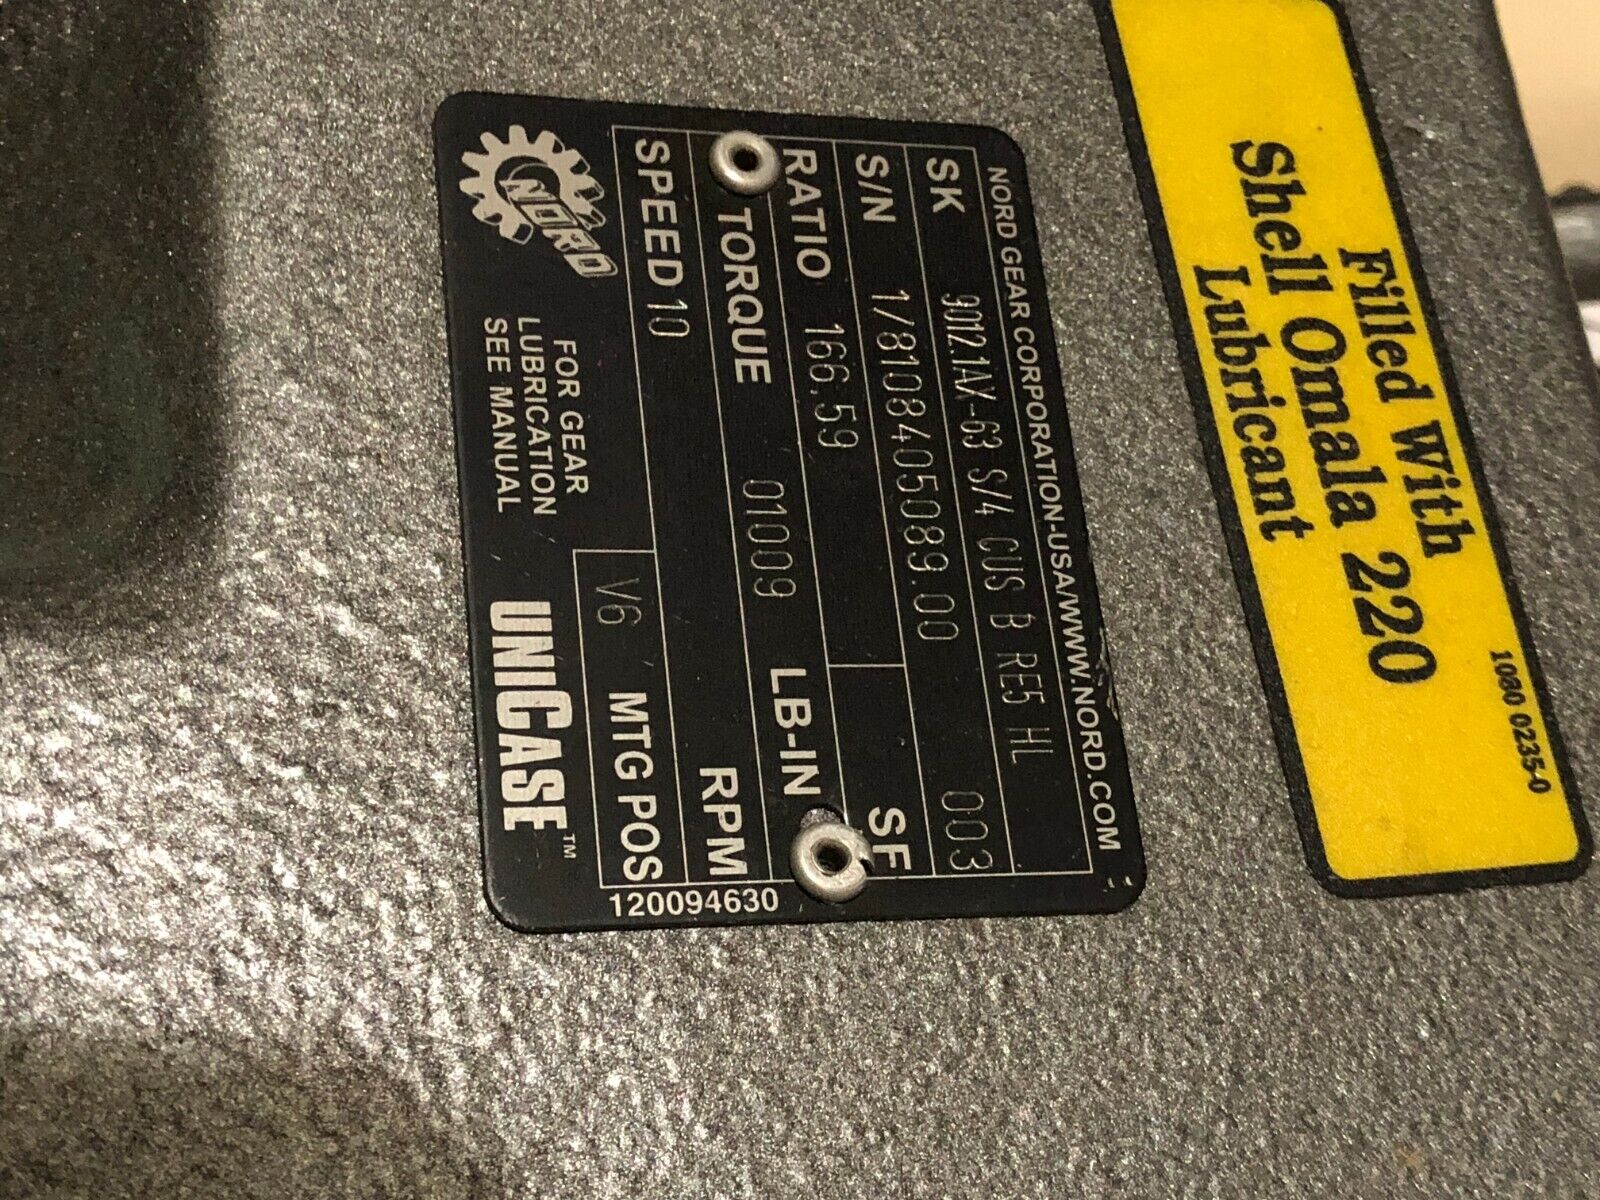 NORD GEAR CORPORATION-USA/WWW.NORD.COM
SK 9012.1AX-63 S/4 CUS B RE5 HL
003
S/N 1/8108405089.00 SF
RATIO 166.59
TORQUE 01009 LB-IN
SPEED 10 RPM
V6 MTG POS
NORD
FOR GEAR
LUBRICATION
SEE MANUAL
UNICASE™
120094630
Filled With
Shell Omala 220
Lubricant
1080 0235-0